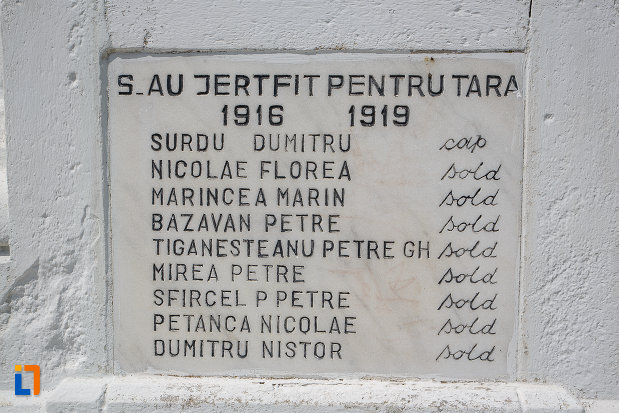 S-AU JERTFIT PENTRU TARA
1916 1919
SURDU DUMITRU cap
NICOLAE FLOREA sold
MARINCEA MARIN sold
BAZAVAN PETRE sold
TIGANESTEANU PETRE GH sold
MIREA PETRE sold
SFIRCEL P PETRE sold
PETANCA NICOLAE sold
DUMITRU NISTOR sold